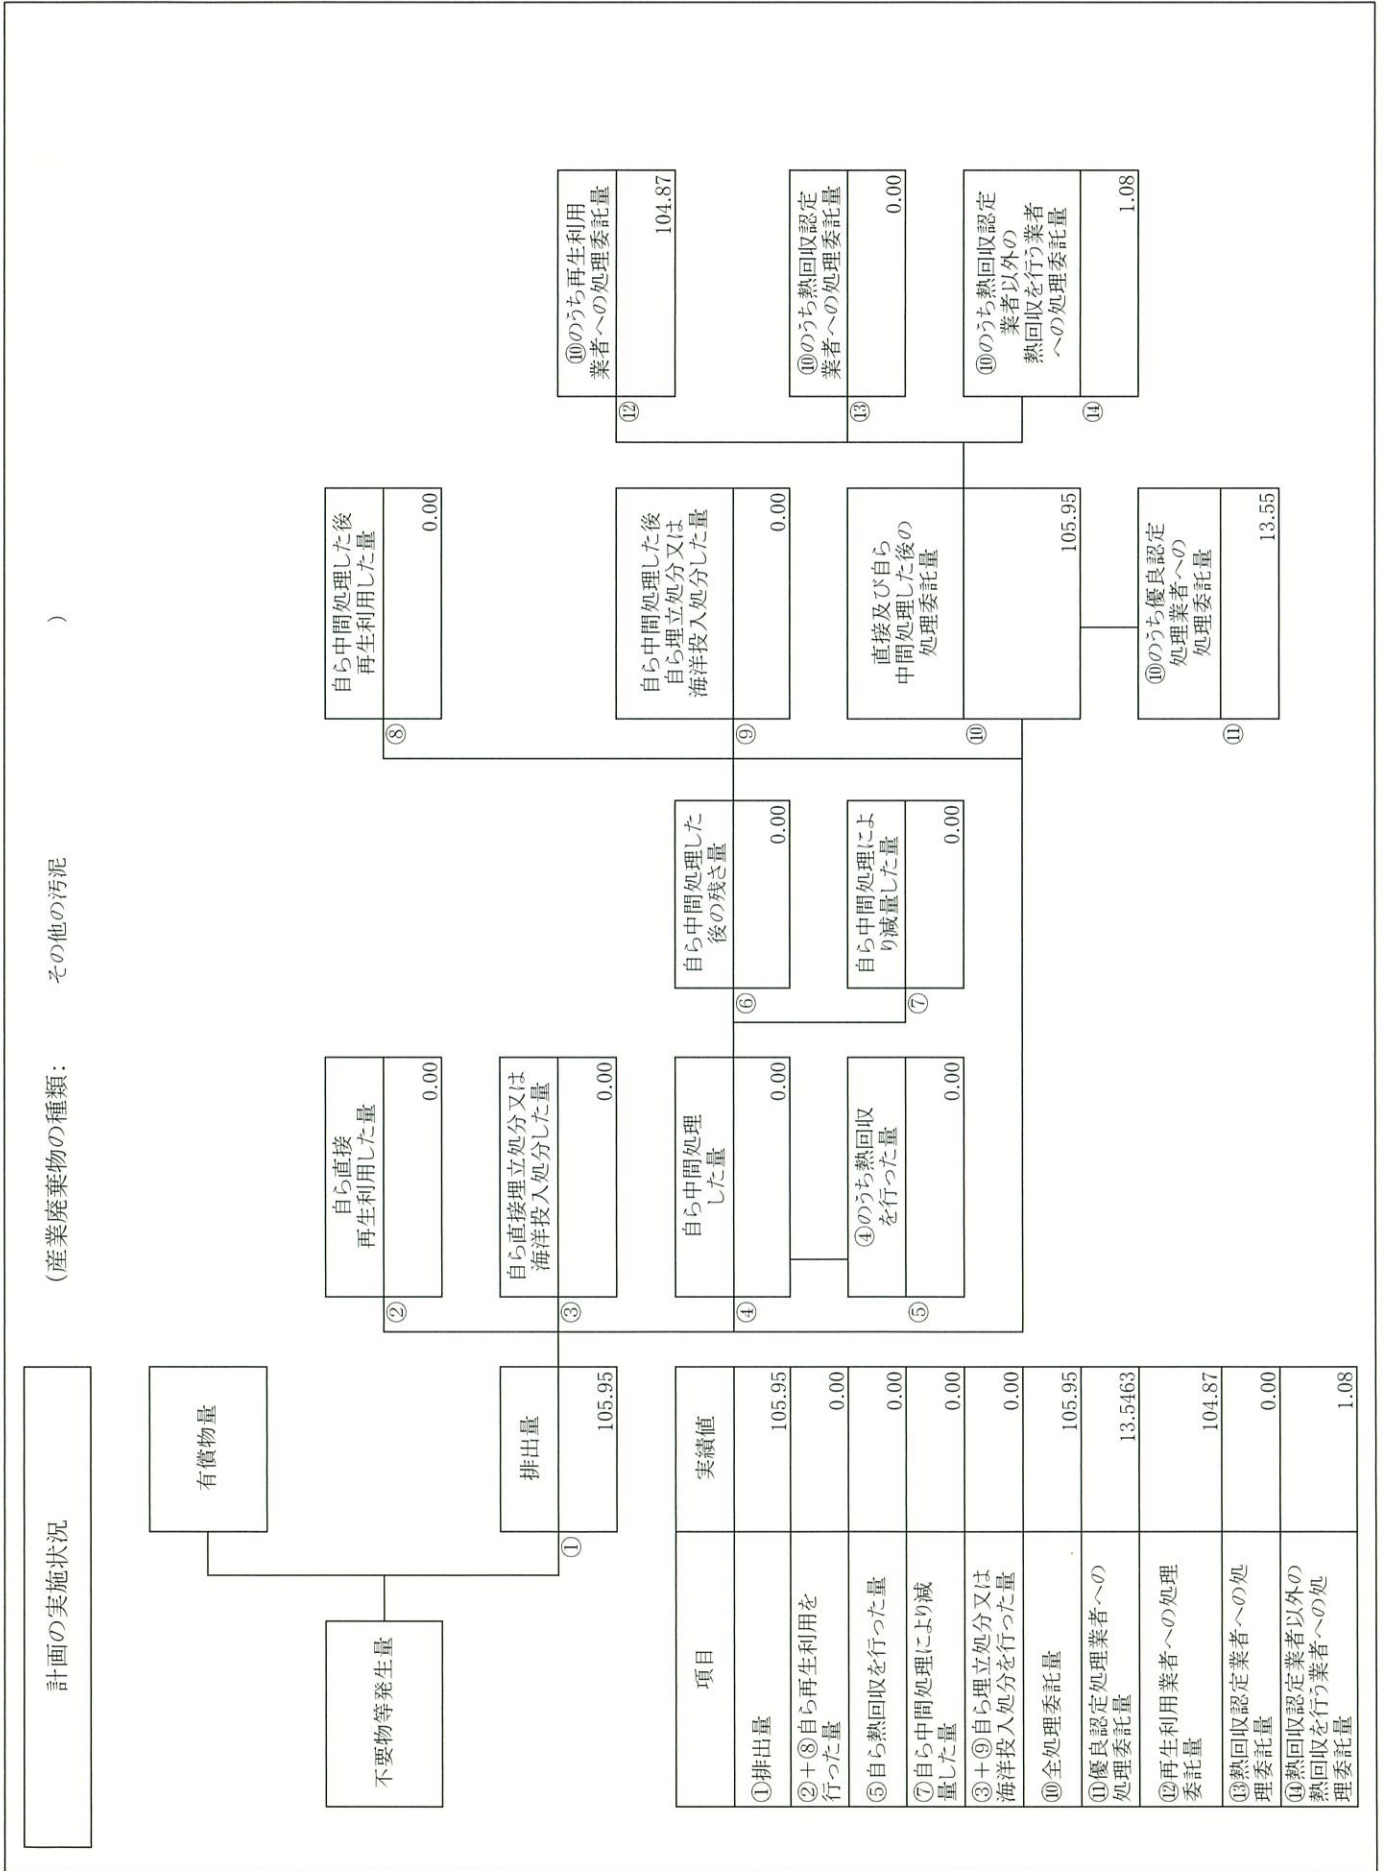 計画の実施状況
(産業廃棄物の種類： その他の汚泥 )
不要物等発生量
有償物量
排出量
①
105.95
②
自ら直接
再生利用した量
0.00
③
自ら直接埋立処分又は
海洋投入処分した量
0.00
④
自ら中間処理
した量
0.00
⑤
④のうち熱回収
を行った量
0.00
⑥
自ら中間処理した
後の残さ量
0.00
⑦
自ら中間処理によ
り減量した量
0.00
⑧
自ら中間処理した後
再生利用した量
0.00
⑨
自ら中間処理した後
自ら埋立処分又は
海洋投入処分した量
0.00
⑩
直接及び自ら
中間処理した後の
処理委託量
105.95
⑪
⑩のうち優良認定
処理業者への
処理委託量
13.55
⑫
⑩のうち再生利用
業者への処理委託量
104.87
⑬
⑩のうち熱回収認定
業者への処理委託量
0.00
⑭
⑩のうち熱回収認定
業者以外の
熱回収を行う業者
への処理委託量
1.08
項目 実績値
①排出量 105.95
②＋⑧自ら再生利用を
行った量 0.00
⑤自ら熱回収を行った量 0.00
⑦自ら中間処理により減
量した量 0.00
③＋⑨自ら埋立処分又は
海洋投入処分を行った量 0.00
⑩全処理委託量 105.95
⑪優良認定処理業者への
処理委託量 13.5463
⑫再生利用業者への処理
委託量 104.87
⑬熱回収認定業者への処
理委託量 0.00
⑭熱回収認定業者以外の
熱回収を行う業者への処
理委託量 1.08